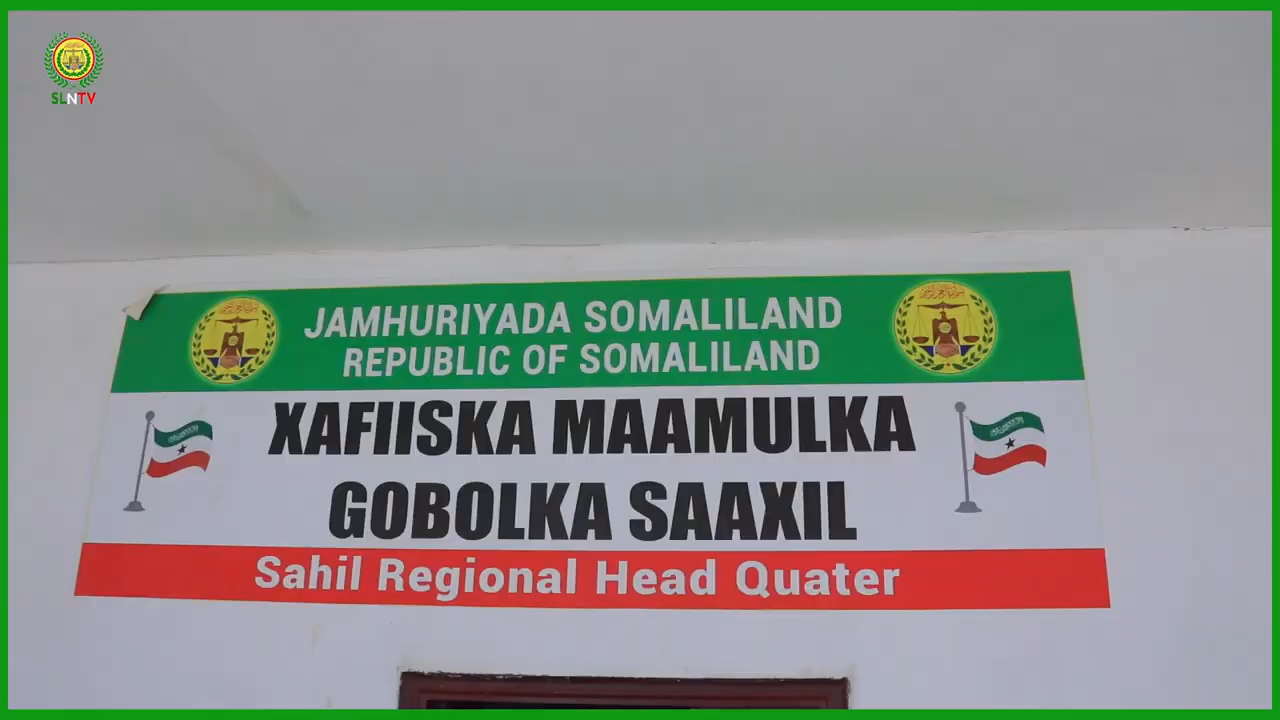 SLNTV
JAMHURIYADA SOMALILAND
REPUBLIC OF SOMALILAND
XAFIISKA MAAMULKA
GOBOLKA SAAXIL
Sahil Regional Head Quater